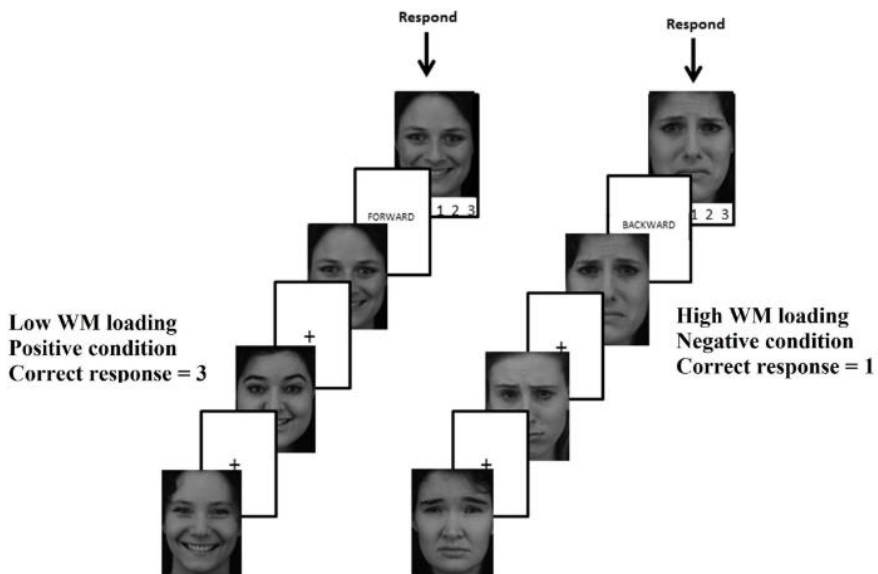 Respond
Respond
FORWARD
1 2 3
BACKWARD
1 2 3
+
+
Low WM loading
Positive condition
Correct response = 3
High WM loading
Negative condition
Correct response = 1
+
+